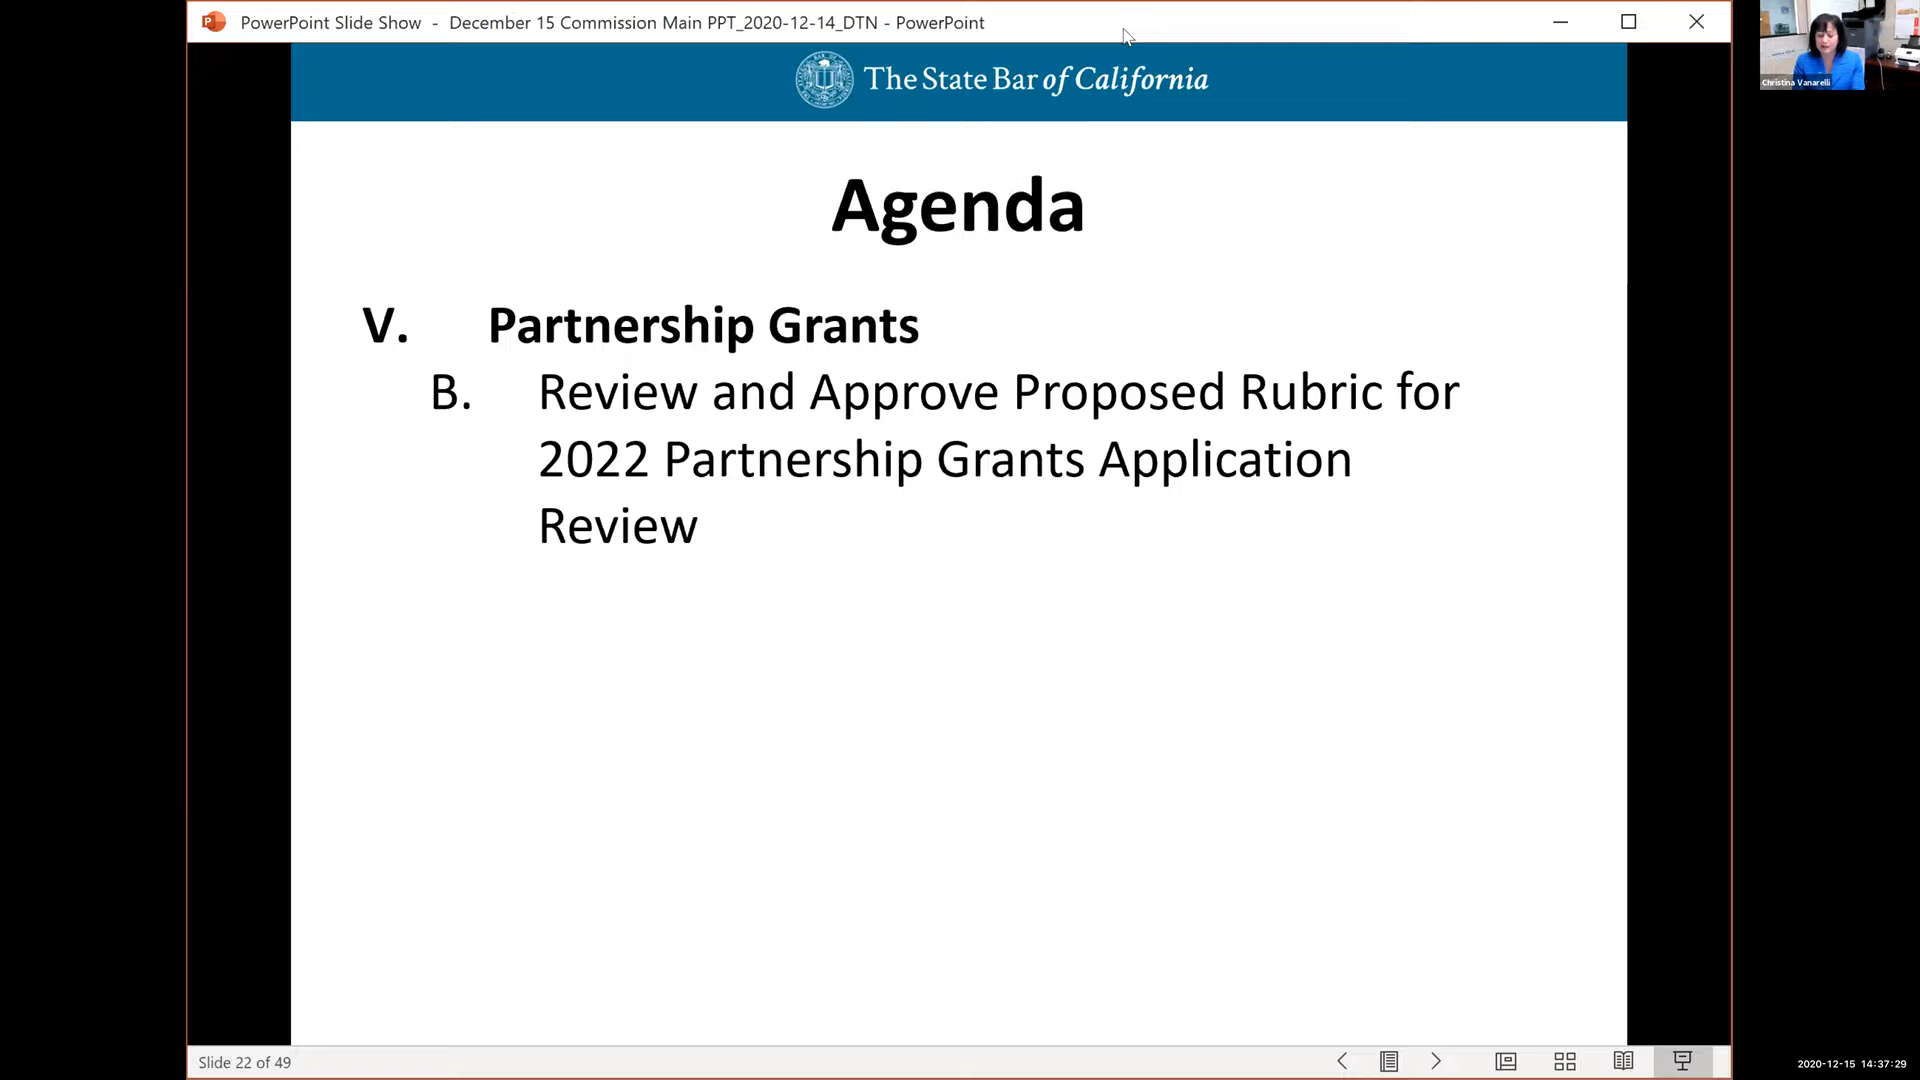 PowerPoint Slide Show - December 15 Commission Main PPT_2020-12-14_DTN - PowerPoint
The State Bar of California
Christina Vanarelli
Agenda
V. Partnership Grants
B. Review and Approve Proposed Rubric for
2022 Partnership Grants Application
Review
Slide 22 of 49
2020-12-15 14:37:29